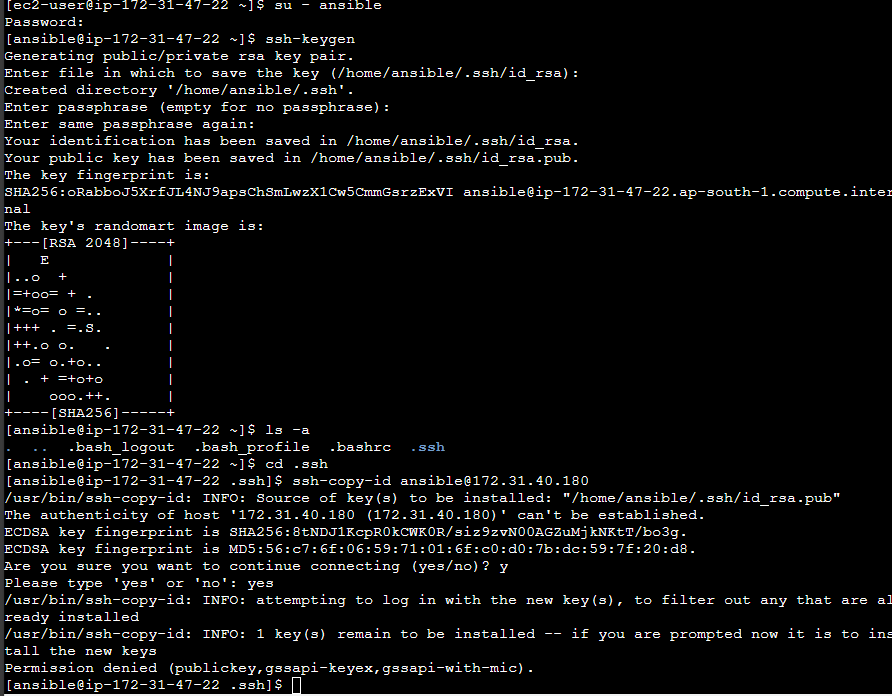 [ec2-user@ip-172-31-47-22 ~]$ su - ansible
Password:
[ansible@ip-172-31-47-22 ~]$ ssh-keygen
Generating public/private rsa key pair.
Enter file in which to save the key (/home/ansible/.ssh/id_rsa):
Created directory '/home/ansible/.ssh'.
Enter passphrase (empty for no passphrase):
Enter same passphrase again:
Your identification has been saved in /home/ansible/.ssh/id_rsa.
Your public key has been saved in /home/ansible/.ssh/id_rsa.pub.
The key fingerprint is:
SHA256:oRabboJ5XrfJL4NJ9apsChSmLwzX1Cw5CmmGsrzExVI ansible@ip-172-31-47-22.ap-south-1.compute.inter
nal
The key's randomart image is:
+---[RSA 2048]----+
|   E             |
|..o  +           |
|=+oo= + .        |
|*=o= o =..       |
|+++ . =.S.       |
|++.o o.   .      |
|.o= o.+o..       |
| . + =+o+o       |
|    ooo.++.      |
+----[SHA256]-----+
[ansible@ip-172-31-47-22 ~]$ ls -a
.  ..  .bash_logout  .bash_profile  .bashrc  .ssh
[ansible@ip-172-31-47-22 ~]$ cd .ssh
[ansible@ip-172-31-47-22 .ssh]$ ssh-copy-id ansible@172.31.40.180
/usr/bin/ssh-copy-id: INFO: Source of key(s) to be installed: "/home/ansible/.ssh/id_rsa.pub"
The authenticity of host '172.31.40.180 (172.31.40.180)' can't be established.
ECDSA key fingerprint is SHA256:8tNDJ1KcpR0kCWK0R/siz9zvN00AGZuMjkNKtT/bo3g.
ECDSA key fingerprint is MD5:56:c7:6f:06:59:71:01:6f:c0:d0:7b:dc:59:7f:20:d8.
Are you sure you want to continue connecting (yes/no)? y
Please type 'yes' or 'no': yes
/usr/bin/ssh-copy-id: INFO: attempting to log in with the new key(s), to filter out any that are al
ready installed
/usr/bin/ssh-copy-id: INFO: 1 key(s) remain to be installed -- if you are prompted now it is to ins
tall the new keys
Permission denied (publickey,gssapi-keyex,gssapi-with-mic).
[ansible@ip-172-31-47-22 .ssh]$